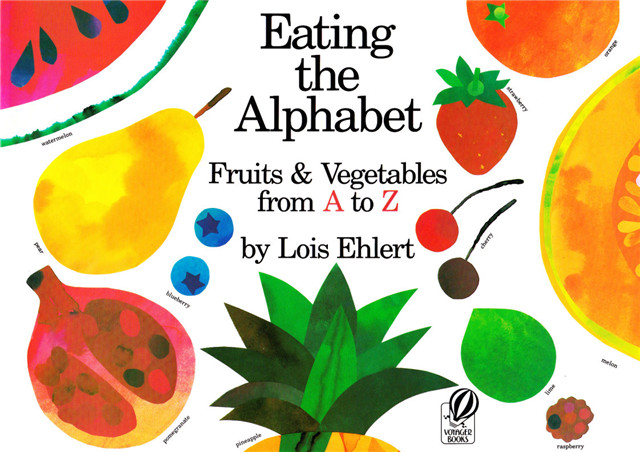 Eating
the
Alphabet
Fruits & Vegetables
from A to Z
by Lois Ehlert
watermelon
orange
strawberry
pear
cherry
blueberry
melon
lime
pomegranate
pineapple
VOYAGER
BOOKS
raspberry